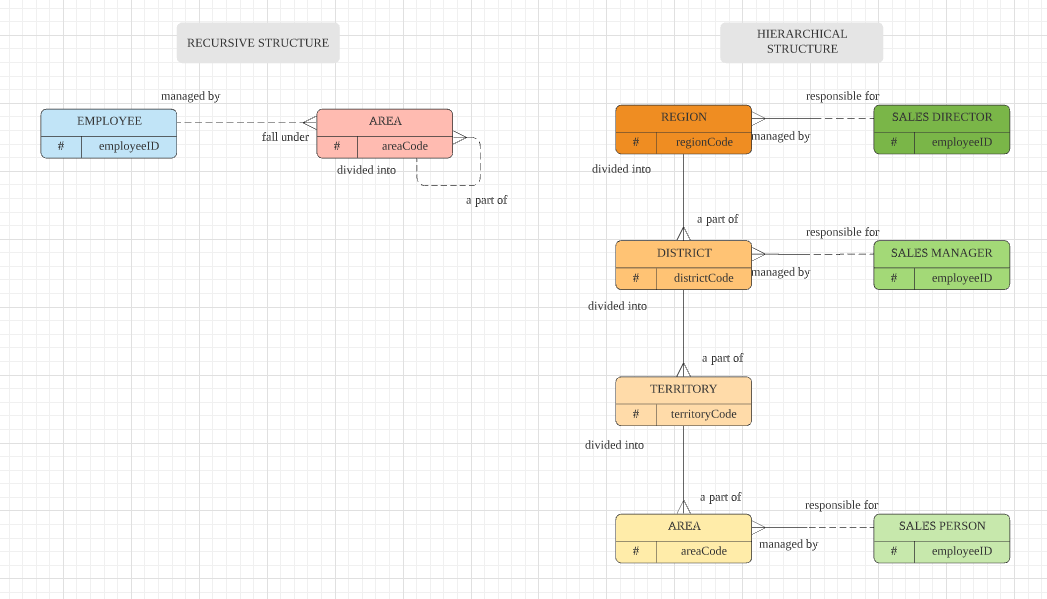 RECURSIVE STRUCTURE
managed by
EMPLOYEE
# employeeID
fall under
AREA
# areaCode
divided into
a part of
HIERARCHICAL
STRUCTURE
REGION
# regionCode
responsible for
managed by
SALES DIRECTOR
# employeeID
divided into
a part of
DISTRICT
# districtCode
responsible for
managed by
SALES MANAGER
# employeeID
divided into
a part of
TERRITORY
# territoryCode
divided into
a part of
AREA
# areaCode
responsible for
managed by
SALES PERSON
# employeeID